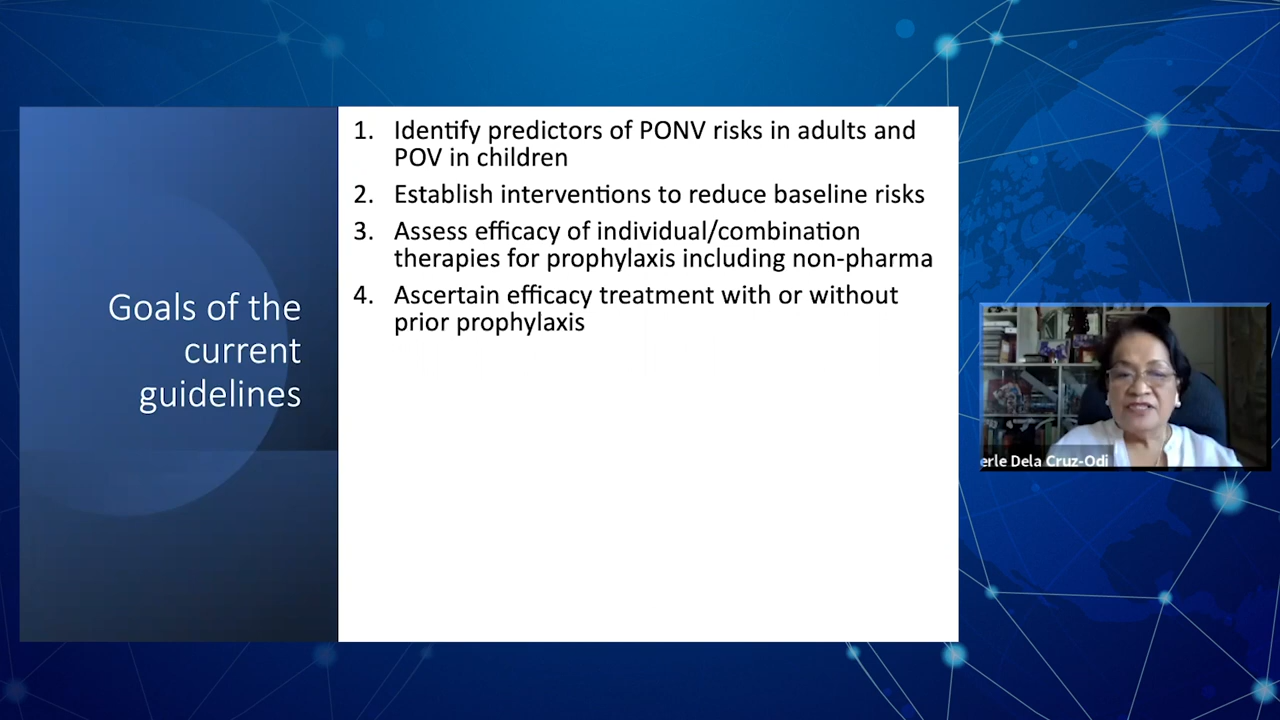 Goals of the
current
guidelines
1. Identify predictors of PONV risks in adults and
POV in children
2. Establish interventions to reduce baseline risks
3. Assess efficacy of individual/combination
therapies for prophylaxis including non-pharma
4. Ascertain efficacy treatment with or without
prior prophylaxis
erle Dela Cruz-Odi